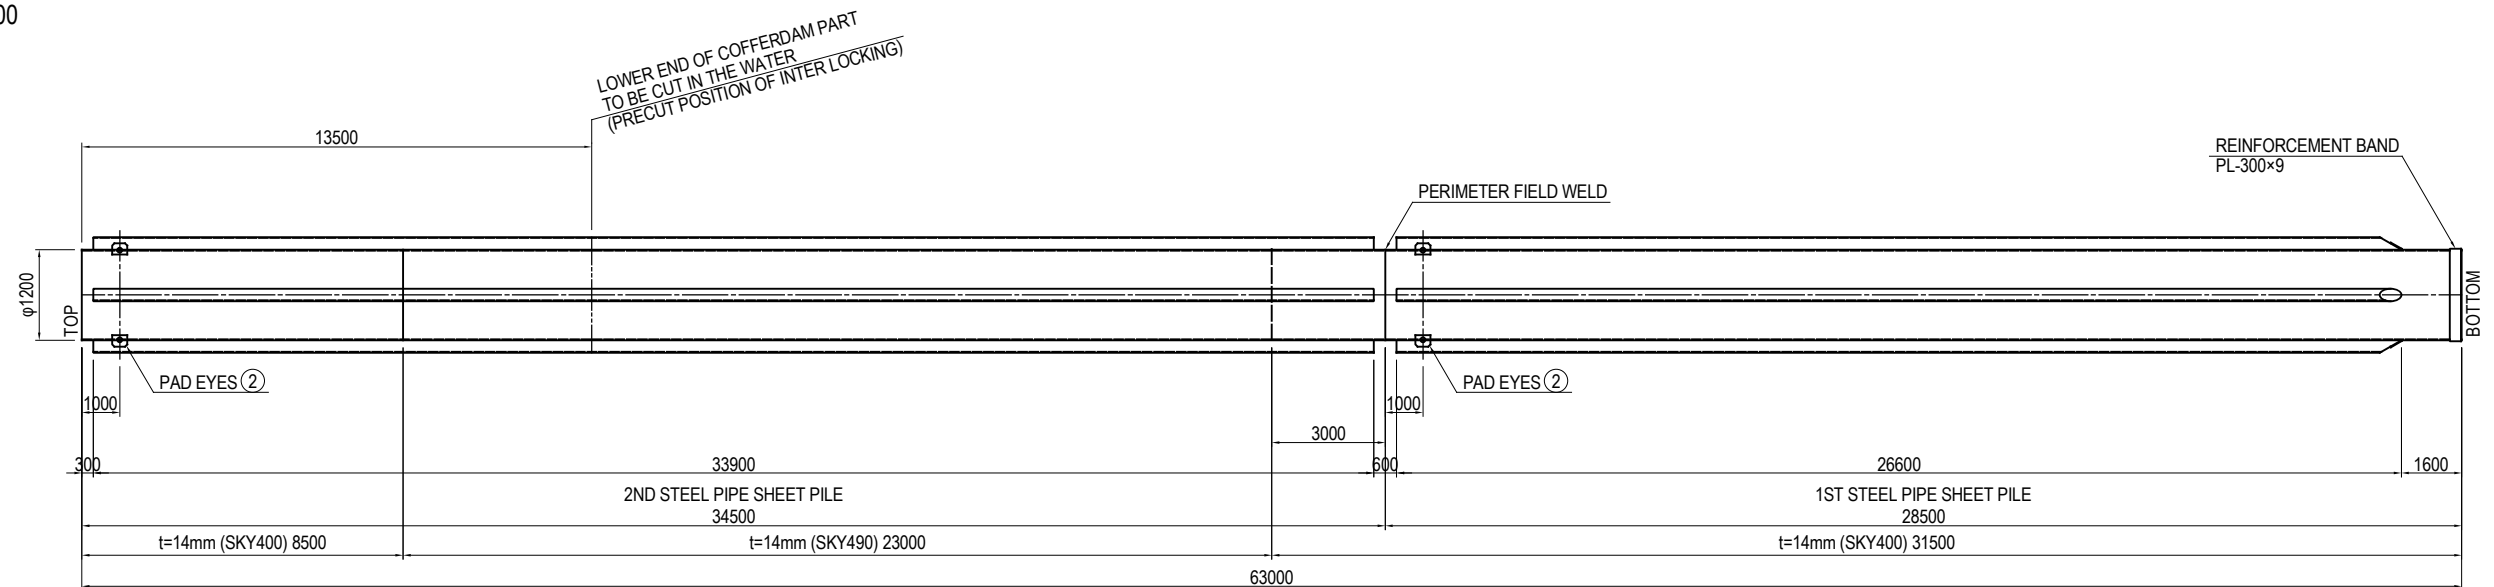 00
LOWER END OF COFFERDAM PART
TO BE CUT IN THE WATER
(PRECUT POSITION OF INTER LOCKING)
13500
REINFORCEMENT BAND
PL-300×9
PERIMETER FIELD WELD
φ1200
TOP
BOTTOM
PAD EYES 2
PAD EYES 2
1000
1000
3000
300
33900
600
26600
1600
2ND STEEL PIPE SHEET PILE
1ST STEEL PIPE SHEET PILE
34500
28500
t=14mm (SKY400) 8500
t=14mm (SKY490) 23000
t=14mm (SKY400) 31500
63000